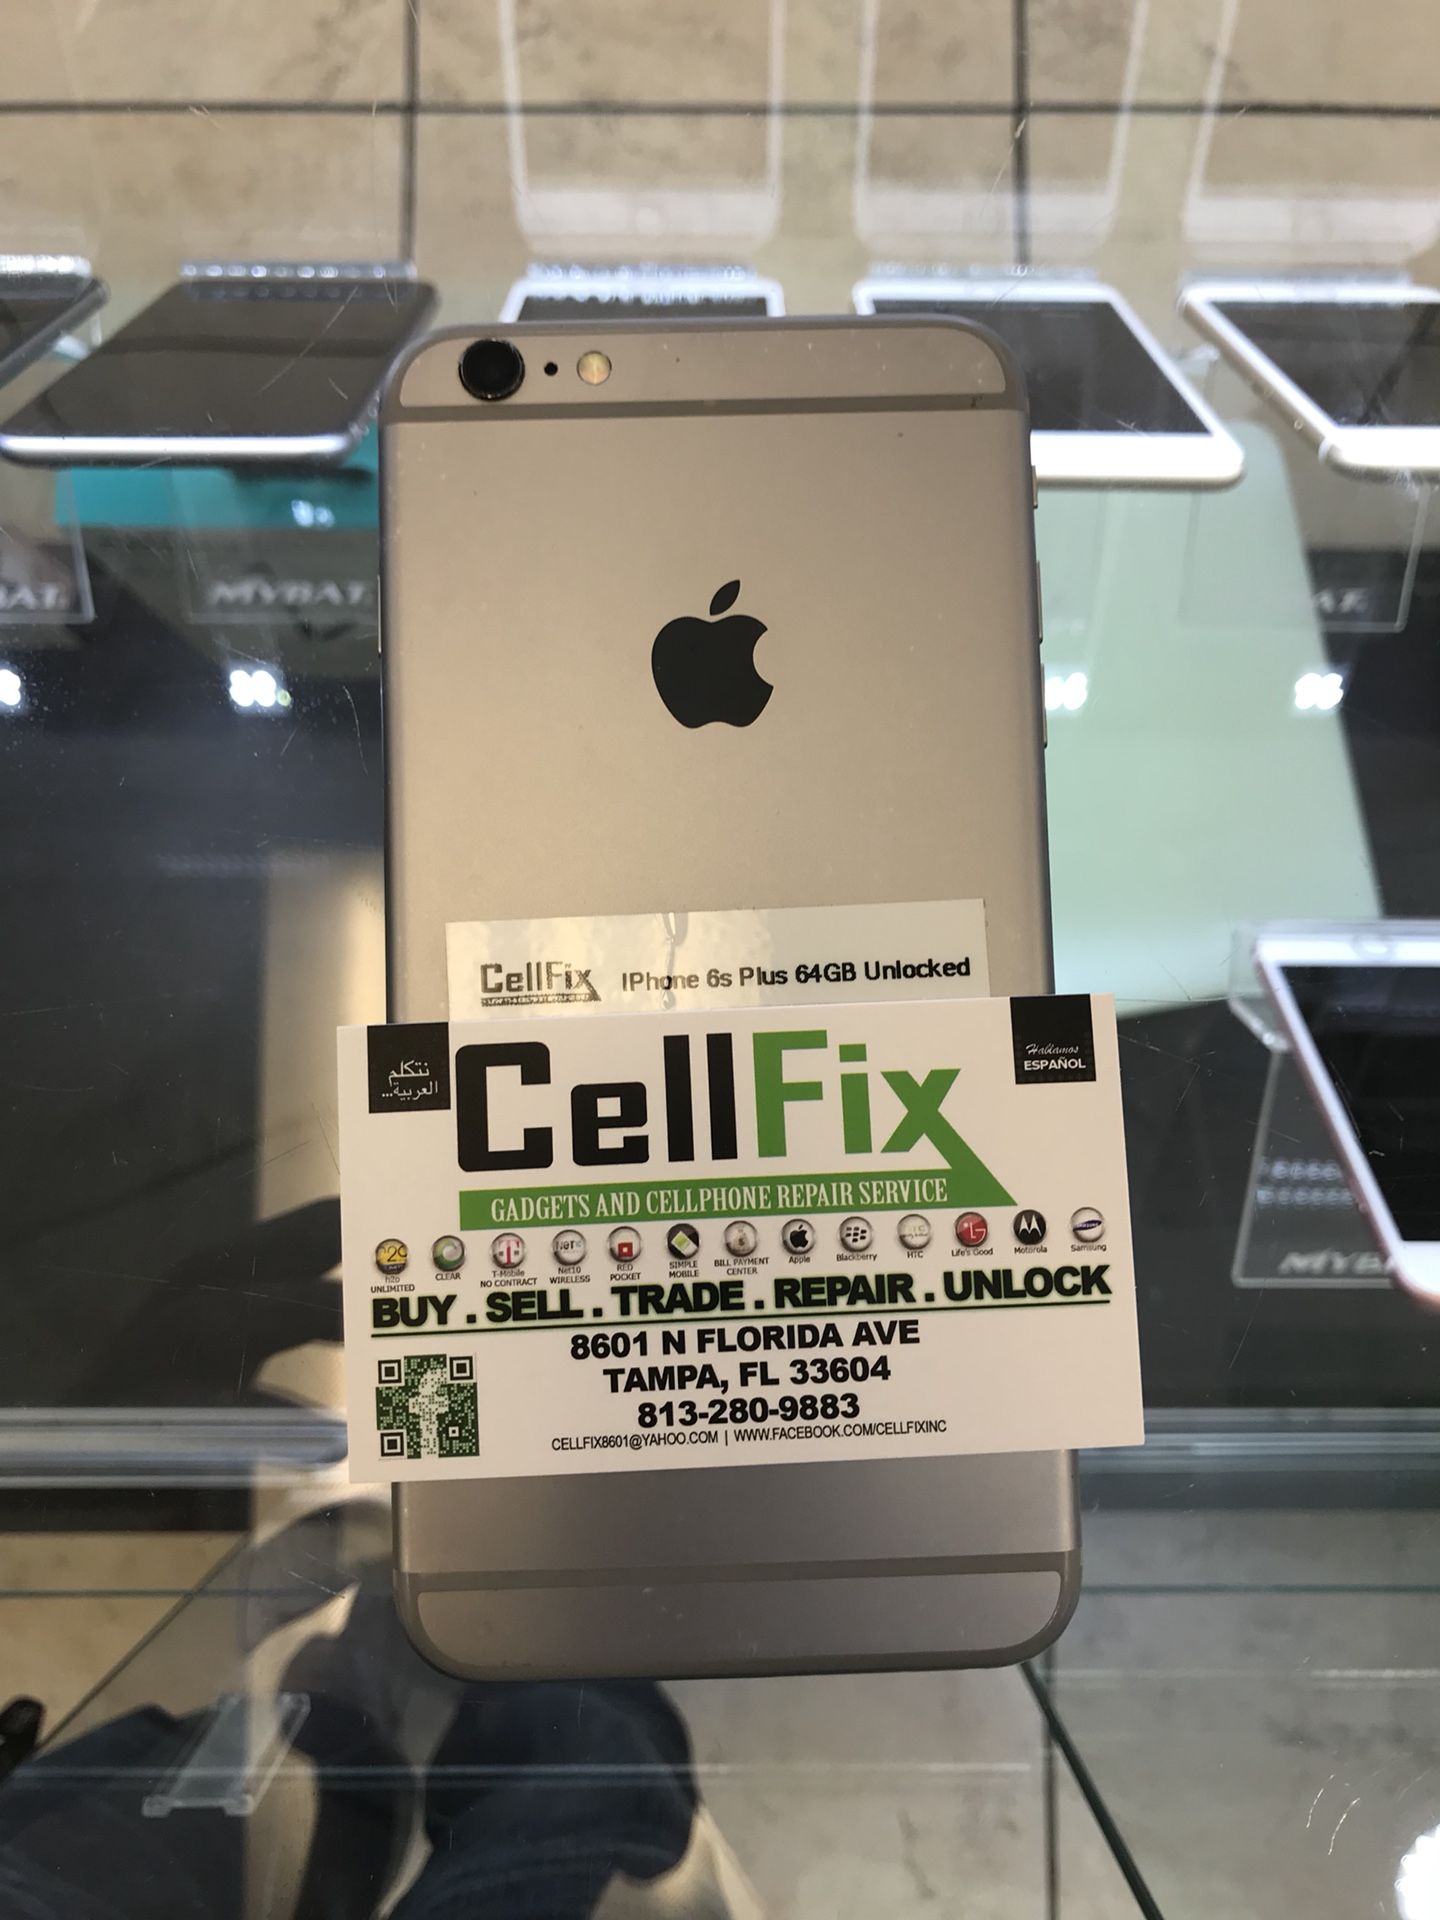 MYBAT
CellFix IPhone 6s Plus 64GB Unlocked
نتكلم
العربية...
Hablamos
ESPAÑOL
CellFix
GADGETS AND CELLPHONE REPAIR SERVICE
h2o
UNLIMITED
CLEAR
T-Mobile
NO CONTRACT
Net10
WIRELESS
RED
POCKET
SIMPLE
MOBILE
BILL PAYMENT
CENTER
Apple
Blackberry
HTC
Life's Good
Motorola
Samsung
BUY . SELL . TRADE . REPAIR . UNLOCK
8601 N FLORIDA AVE
TAMPA, FL 33604
813-280-9883
CELLFIX8601@YAHOO.COM | WWW.FACEBOOK.COM/CELLFIXINC